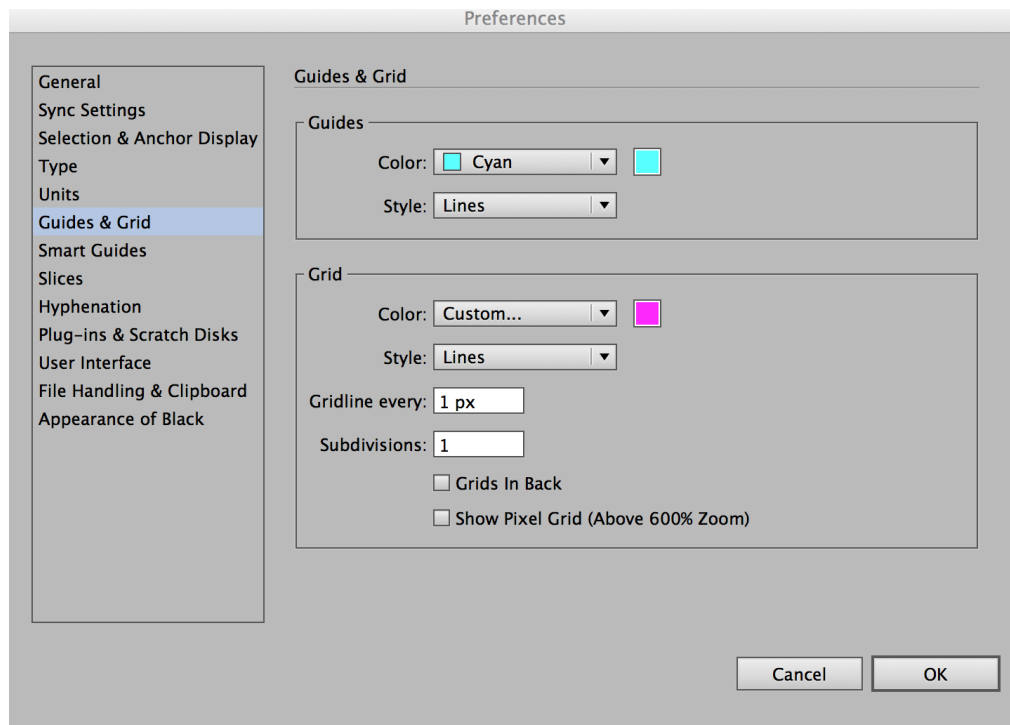 Preferences
General
Sync Settings
Selection & Anchor Display
Type
Units
Guides & Grid
Smart Guides
Slices
Hyphenation
Plug-ins & Scratch Disks
User Interface
File Handling & Clipboard
Appearance of Black
Guides & Grid
Guides
Color: Cyan
Style: Lines
Grid
Color: Custom...
Style: Lines
Gridline every: 1 px
Subdivisions: 1
Grids In Back
Show Pixel Grid (Above 600% Zoom)
Cancel OK